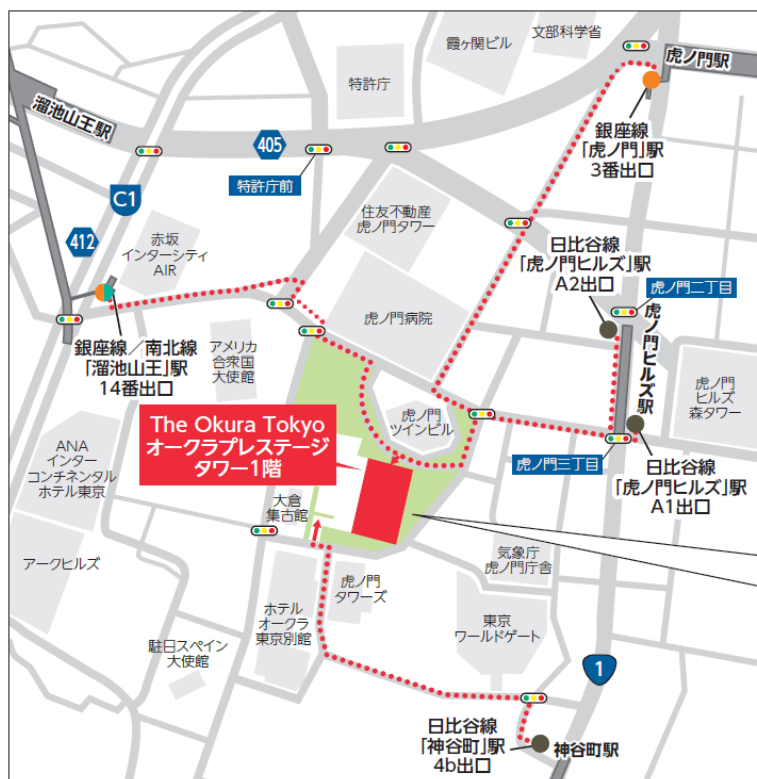 文部科学省
霞ヶ関ビル
虎ノ門駅
特許庁
溜池山王駅
銀座線
「虎ノ門」駅
3番出口
405
特許庁前
C1
412
住友不動産
虎ノ門タワー
赤坂
インターシティ
AIR
日比谷線
「虎ノ門ヒルズ」駅
A2出口
虎ノ門二丁目
虎ノ門病院
虎ノ門ヒルズ駅
銀座線/南北線
「溜池山王」駅
14番出口
アメリカ
合衆国
大使館
虎ノ門
ヒルズ
森タワー
The Okura Tokyo
オークラプレステージ
タワー1階
虎ノ門
ツインビル
ANA
インター
コンチネンタル
ホテル東京
虎ノ門三丁目
日比谷線
「虎ノ門ヒルズ」駅
A1出口
大倉
集古館
アークヒルズ
気象庁
虎ノ門庁舎
虎ノ門
タワーズ
ホテル
オークラ
東京別館
東京
ワールドゲート
駐日スペイン
大使館
1
日比谷線
「神谷町」駅
4b出口
神谷町駅